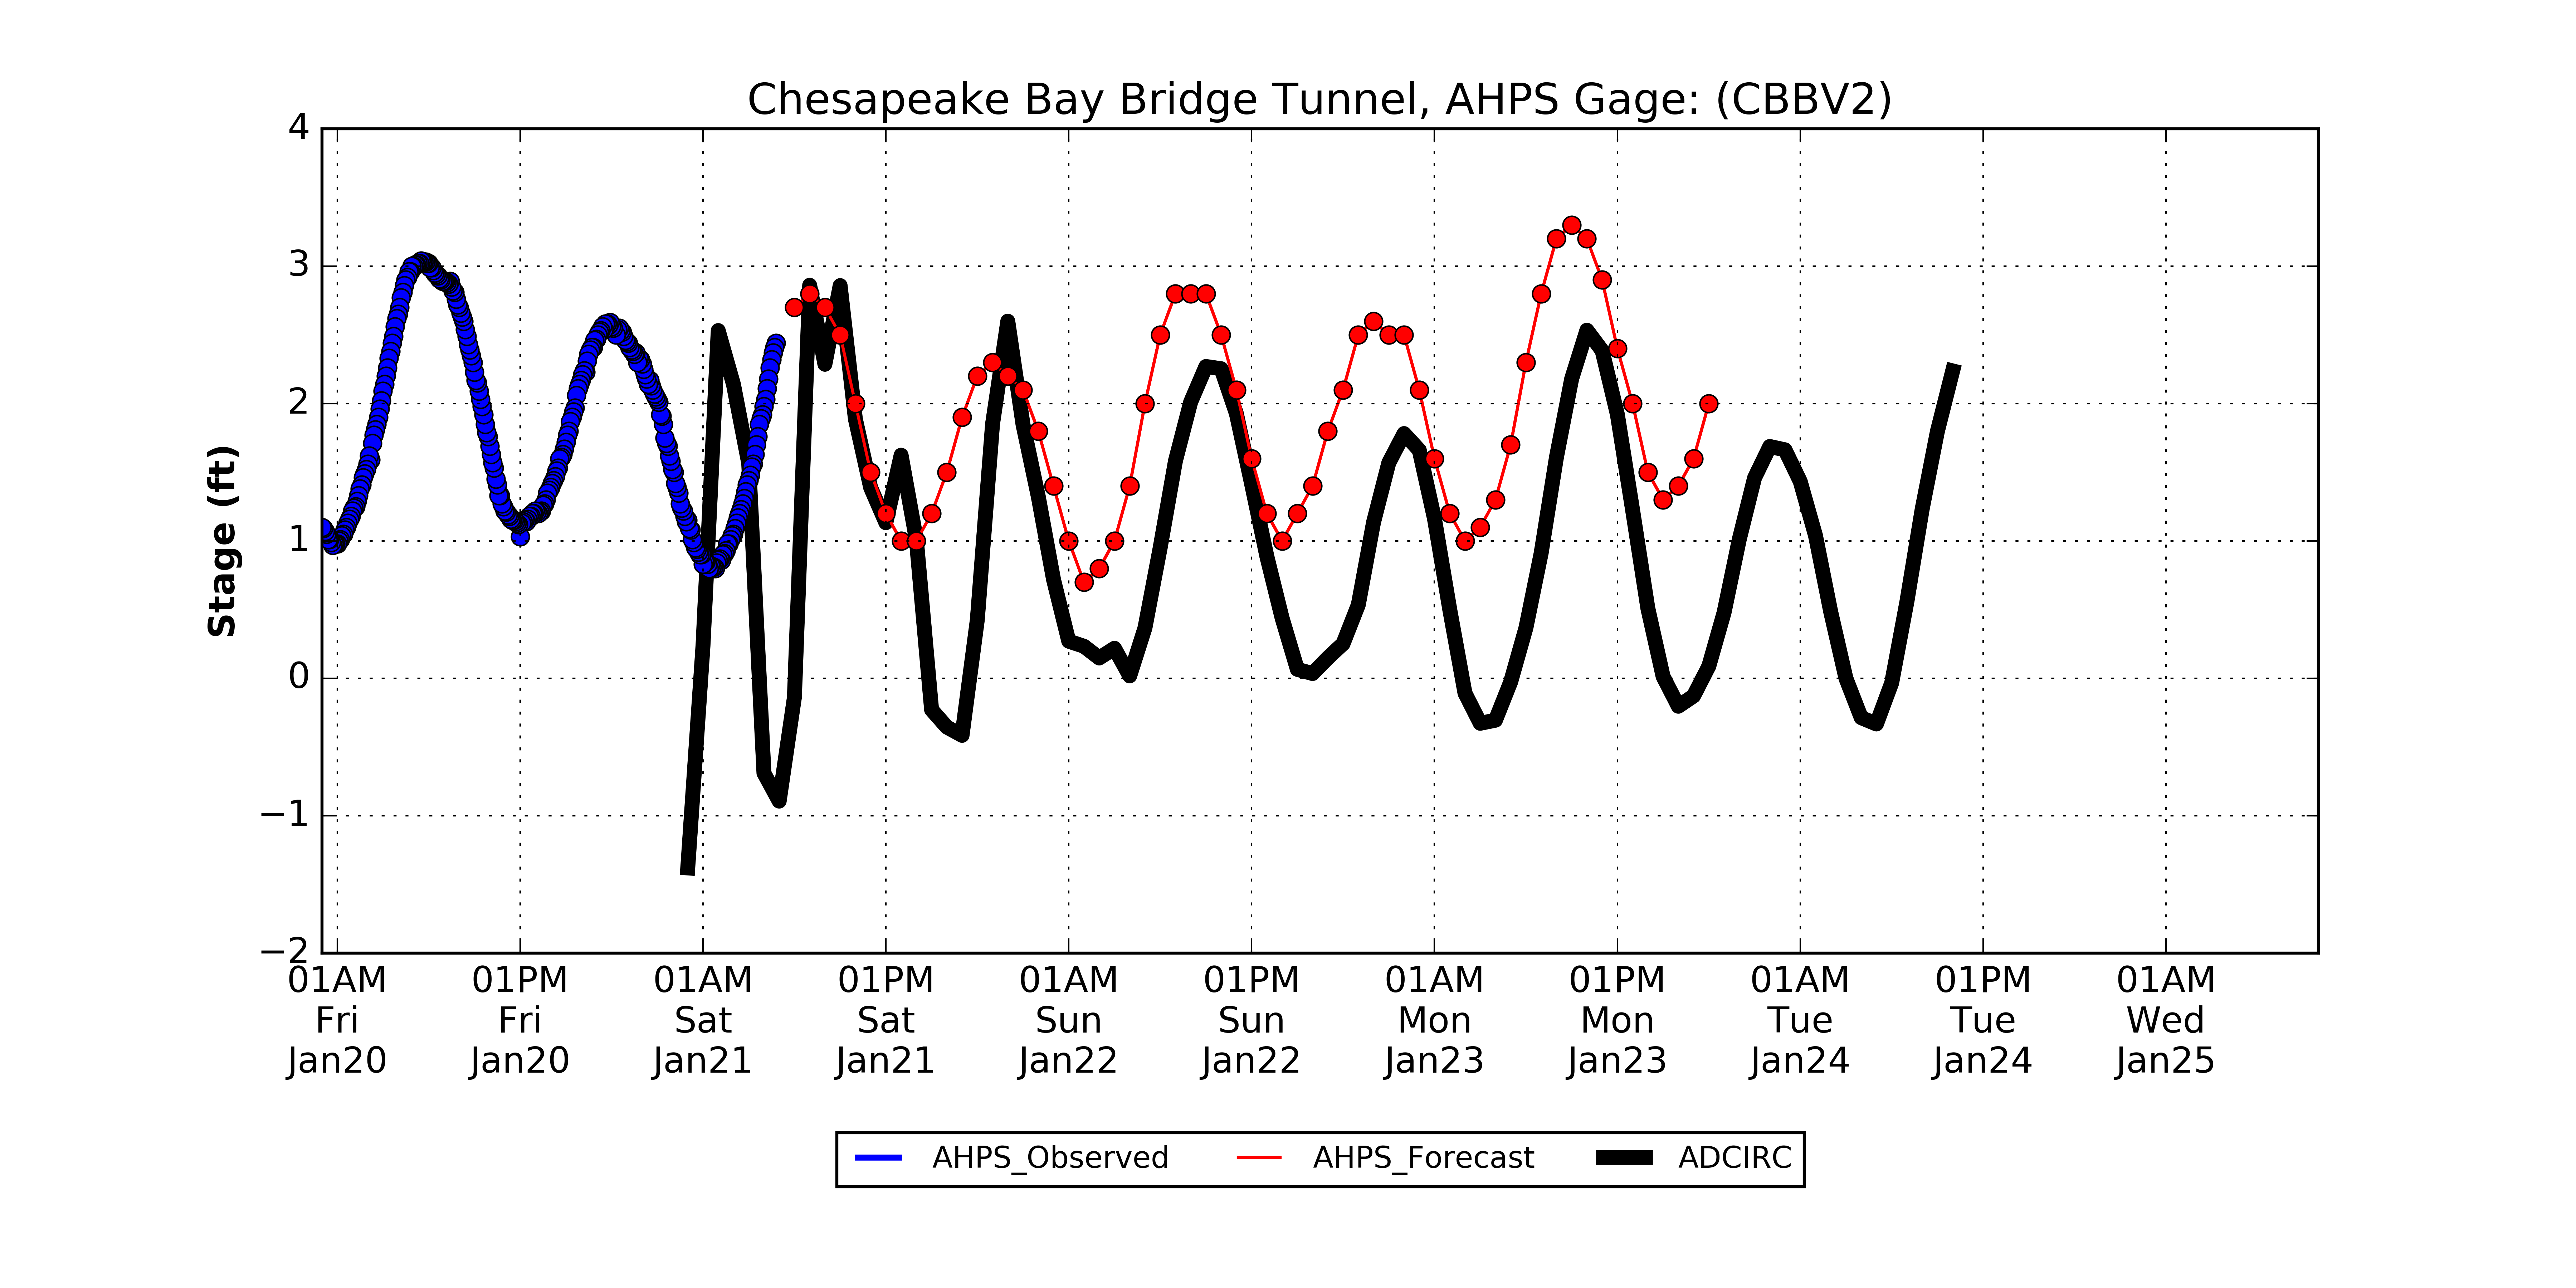 Chesapeake Bay Bridge Tunnel, AHPS Gage: (CBBV2)
4
3
2
1
0
−1
−2
Stage (ft)
01AM 01PM 01AM 01PM 01AM 01PM 01AM 01PM 01AM 01PM 01AM
Fri Fri Sat Sat Sun Sun Mon Mon Tue Tue Wed
Jan20 Jan20 Jan21 Jan21 Jan22 Jan22 Jan23 Jan23 Jan24 Jan24 Jan25
AHPS_Observed AHPS_Forecast ADCIRC